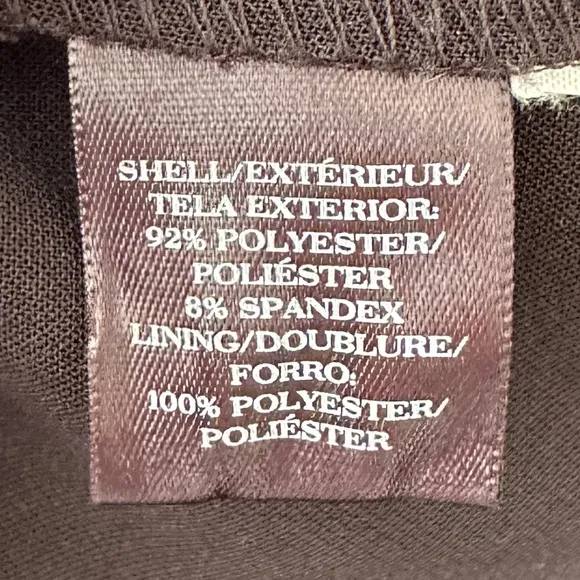 SHELL/EXTÉRIEUR/
TELA EXTERIOR:
92% POLYESTER/
POLIÉSTER
8% SPANDEX
LINING/DOUBLURE/
FORRO:
100% POLYESTER/
POLIÉSTER